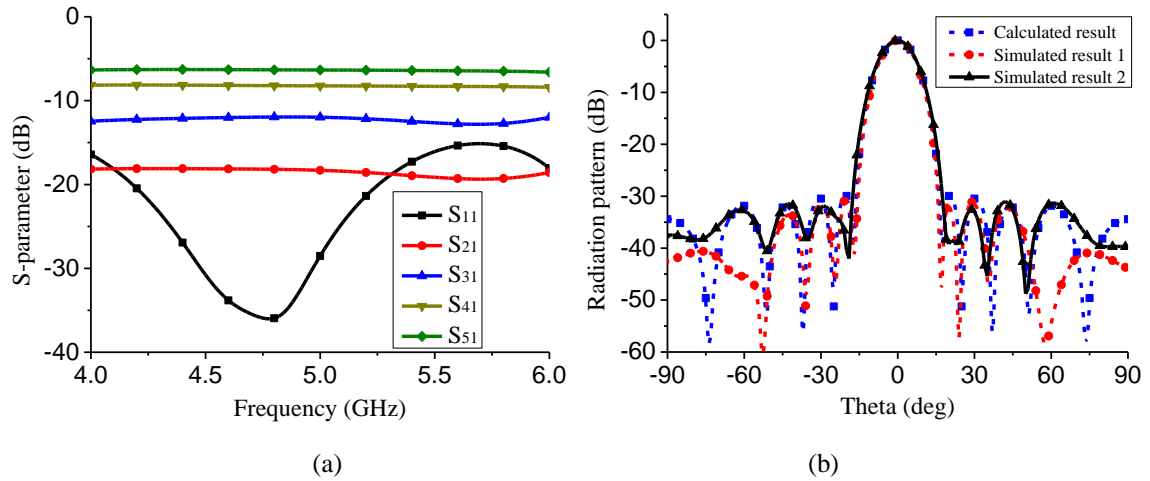 0
-10
-20
-30
-40
4.0 4.5 5.0 5.5 6.0
S-parameter (dB)
Frequency (GHz)
S11
S21
S31
S41
S51
(a)
0
-10
-20
-30
-40
-50
-60
-90 -60 -30 0 30 60 90
Radiation pattern (dB)
Theta (deg)
Calculated result
Simulated result 1
Simulated result 2
(b)